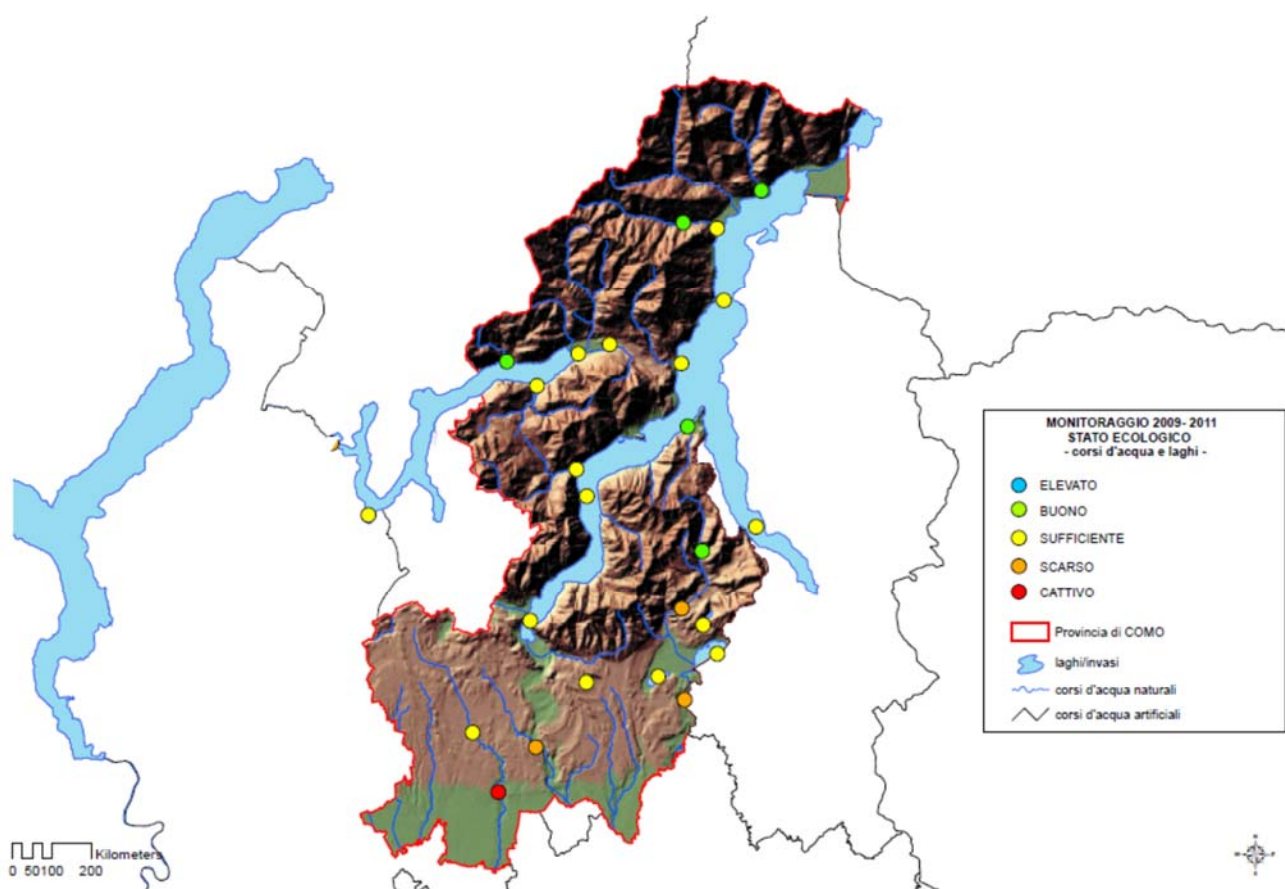 MONITORAGGIO 2009- 2011
STATO ECOLOGICO
- corsi d'acqua e laghi -
ELEVATO
BUONO
SUFFICIENTE
SCARSO
CATTIVO
Provincia di COMO
laghi/invasi
corsi d'acqua naturali
corsi d'acqua artificiali
Kilometers
0 50100 200